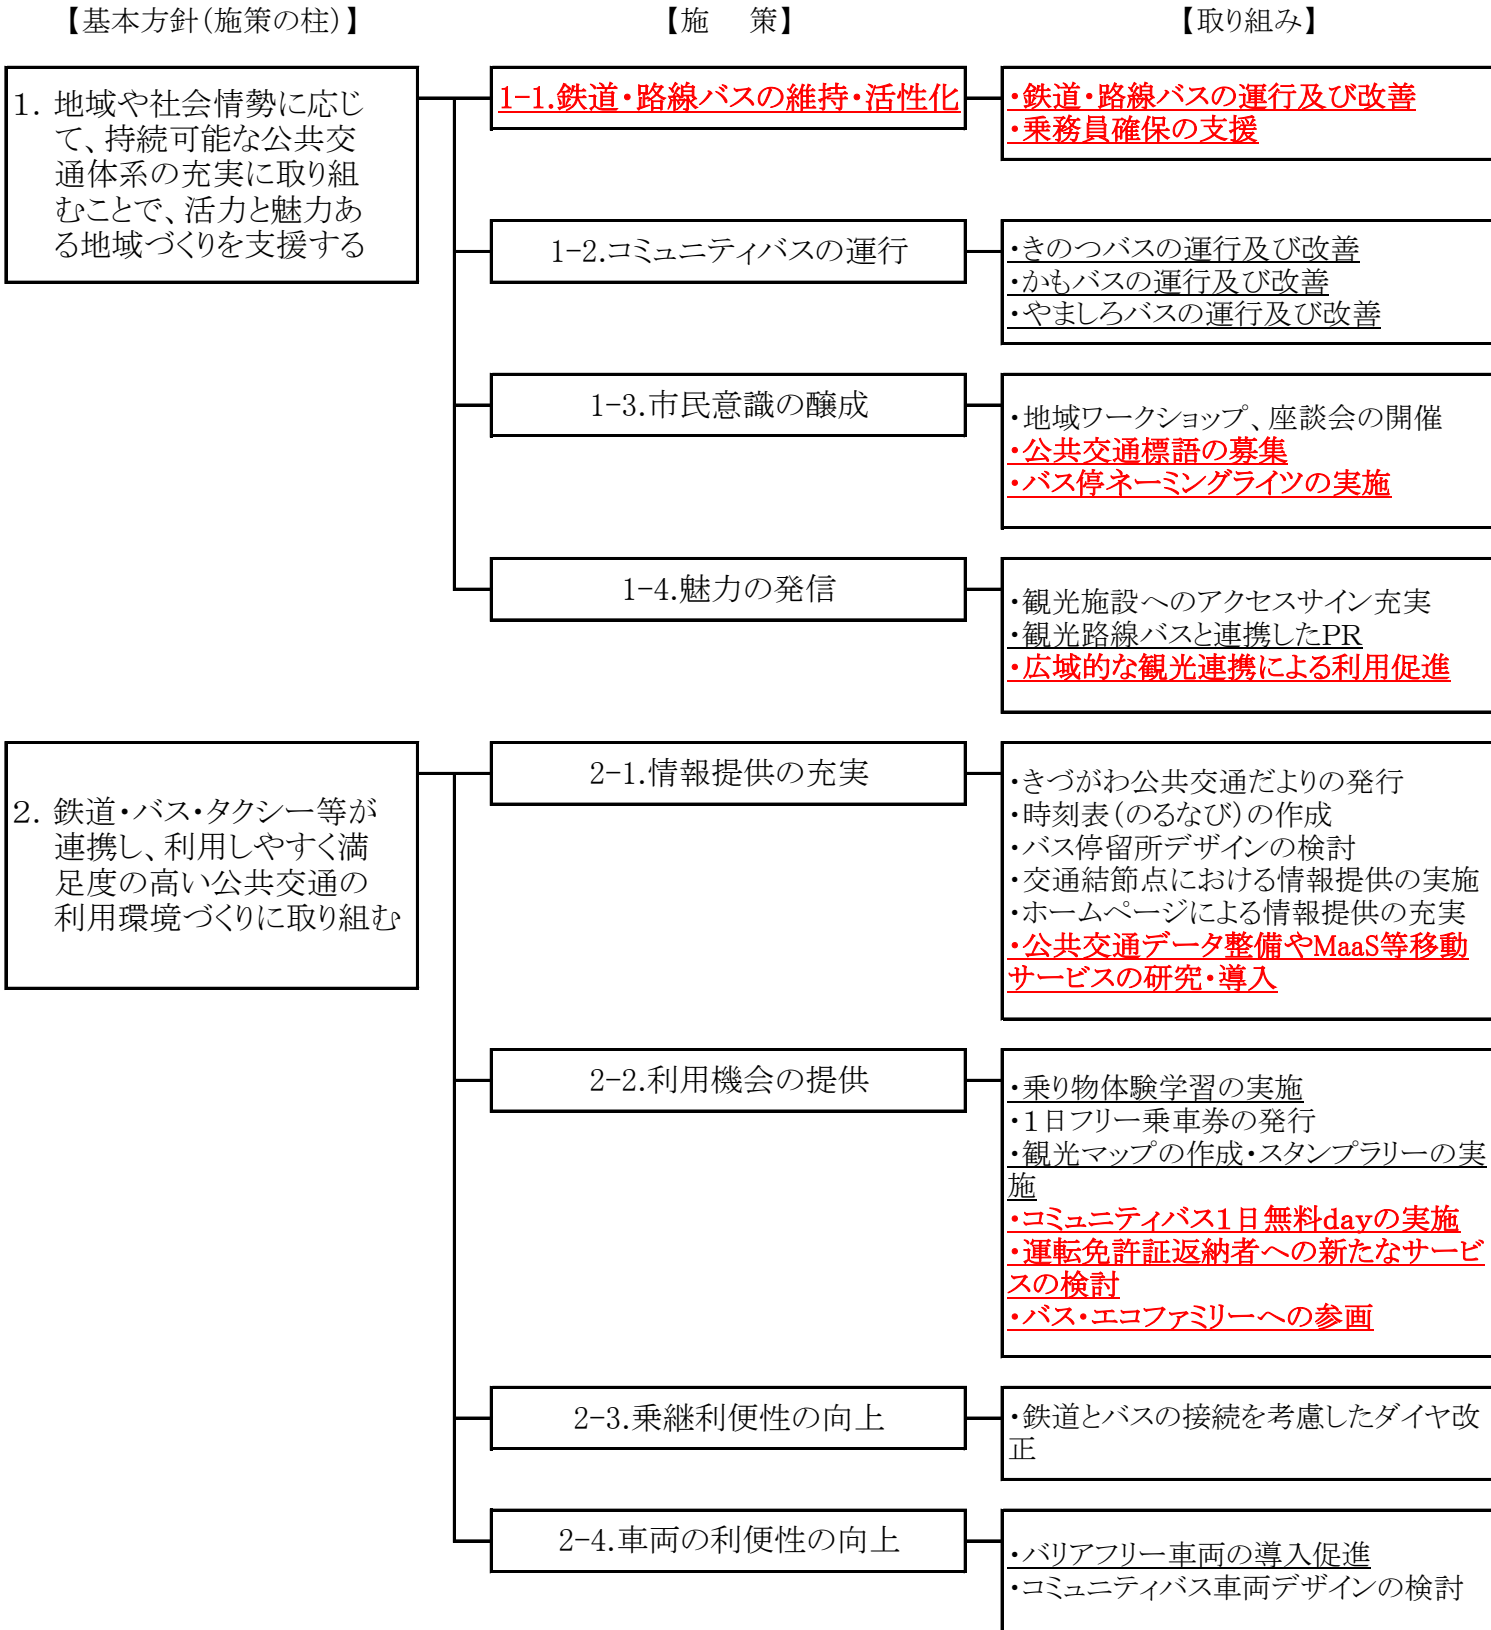 【基本方針(施策の柱)】
【施　策】
【取り組み】
1. 地域や社会情勢に応じ
て、持続可能な公共交
通体系の充実に取り組
むことで、活力と魅力あ
る地域づくりを支援する
1-1.鉄道・路線バスの維持・活性化
・鉄道・路線バスの運行及び改善
・乗務員確保の支援
1-2.コミュニティバスの運行
・きのつバスの運行及び改善
・かもバスの運行及び改善
・やましろバスの運行及び改善
1-3.市民意識の醸成
・地域ワークショップ、座談会の開催
・公共交通標語の募集
・バス停ネーミングライツの実施
1-4.魅力の発信
・観光施設へのアクセスサイン充実
・観光路線バスと連携したPR
・広域的な観光連携による利用促進
2. 鉄道・バス・タクシー等が
連携し、利用しやすく満
足度の高い公共交通の
利用環境づくりに取り組む
2-1.情報提供の充実
・きづがわ公共交通だよりの発行
・時刻表(のるなび)の作成
・バス停留所デザインの検討
・交通結節点における情報提供の実施
・ホームページによる情報提供の充実
・公共交通データ整備やMaaS等移動
サービスの研究・導入
2-2.利用機会の提供
・乗り物体験学習の実施
・1日フリー乗車券の発行
・観光マップの作成・スタンプラリーの実
施
・コミュニティバス1日無料dayの実施
・運転免許証返納者への新たなサービ
スの検討
・バス・エコファミリーへの参画
2-3.乗継利便性の向上
・鉄道とバスの接続を考慮したダイヤ改
正
2-4.車両の利便性の向上
・バリアフリー車両の導入促進
・コミュニティバス車両デザインの検討